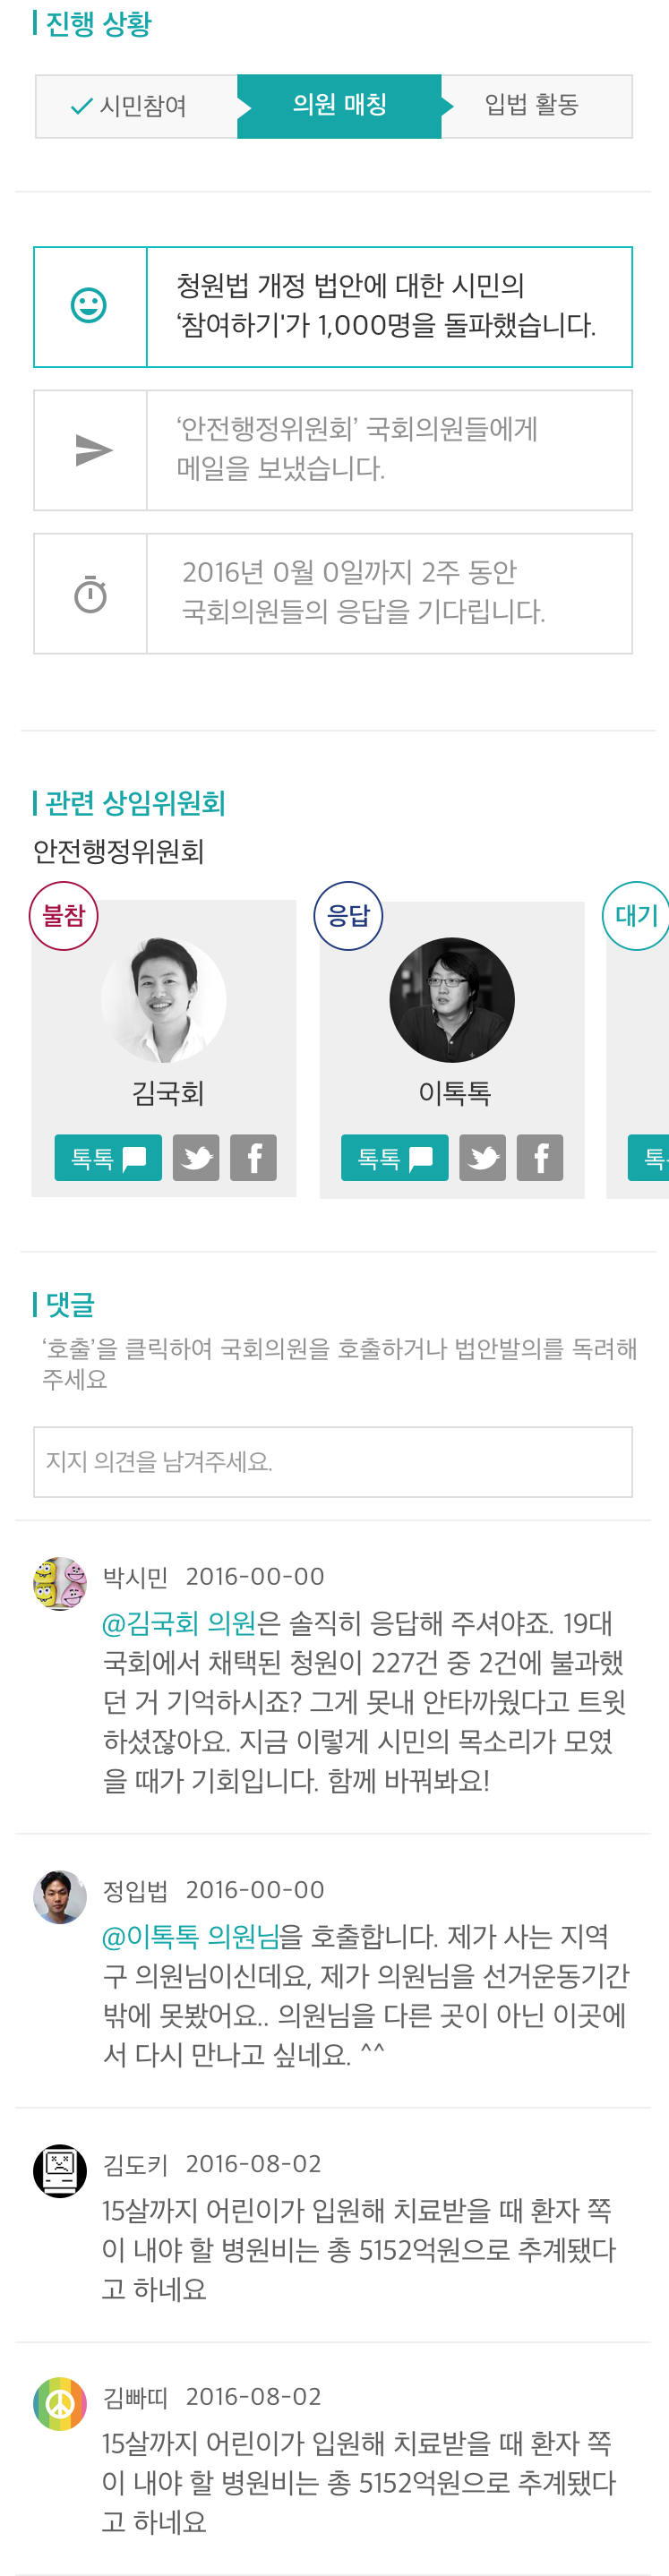 진행 상황
시민참여 의원 매칭 입법 활동
청원법 개정 법안에 대한 시민의
‘참여하기'가 1,000명을 돌파했습니다.
‘안전행정위원회’ 국회의원들에게
메일을 보냈습니다.
2016년 0월 0일까지 2주 동안
국회의원들의 응답을 기다립니다.
관련 상임위원회
안전행정위원회
불참 응답 대기
김국회 이톡톡
톡톡 톡톡 톡
댓글
‘호출’을 클릭하여 국회의원을 호출하거나 법안발의를 독려해
주세요
지지 의견을 남겨주세요.
박시민 2016-00-00
@김국회 의원은 솔직히 응답해 주셔야죠. 19대
국회에서 채택된 청원이 227건 중 2건에 불과했
던 거 기억하시죠? 그게 못내 안타까웠다고 트윗
하셨잖아요. 지금 이렇게 시민의 목소리가 모였
을 때가 기회입니다. 함께 바꿔봐요!
정입법 2016-00-00
@이톡톡 의원님을 호출합니다. 제가 사는 지역
구 의원님이신데요, 제가 의원님을 선거운동기간
밖에 못봤어요.. 의원님을 다른 곳이 아닌 이곳에
서 다시 만나고 싶네요. ^^
김도키 2016-08-02
15살까지 어린이가 입원해 치료받을 때 환자 쪽
이 내야 할 병원비는 총 5152억원으로 추계됐다
고 하네요
김빠띠 2016-08-02
15살까지 어린이가 입원해 치료받을 때 환자 쪽
이 내야 할 병원비는 총 5152억원으로 추계됐다
고 하네요